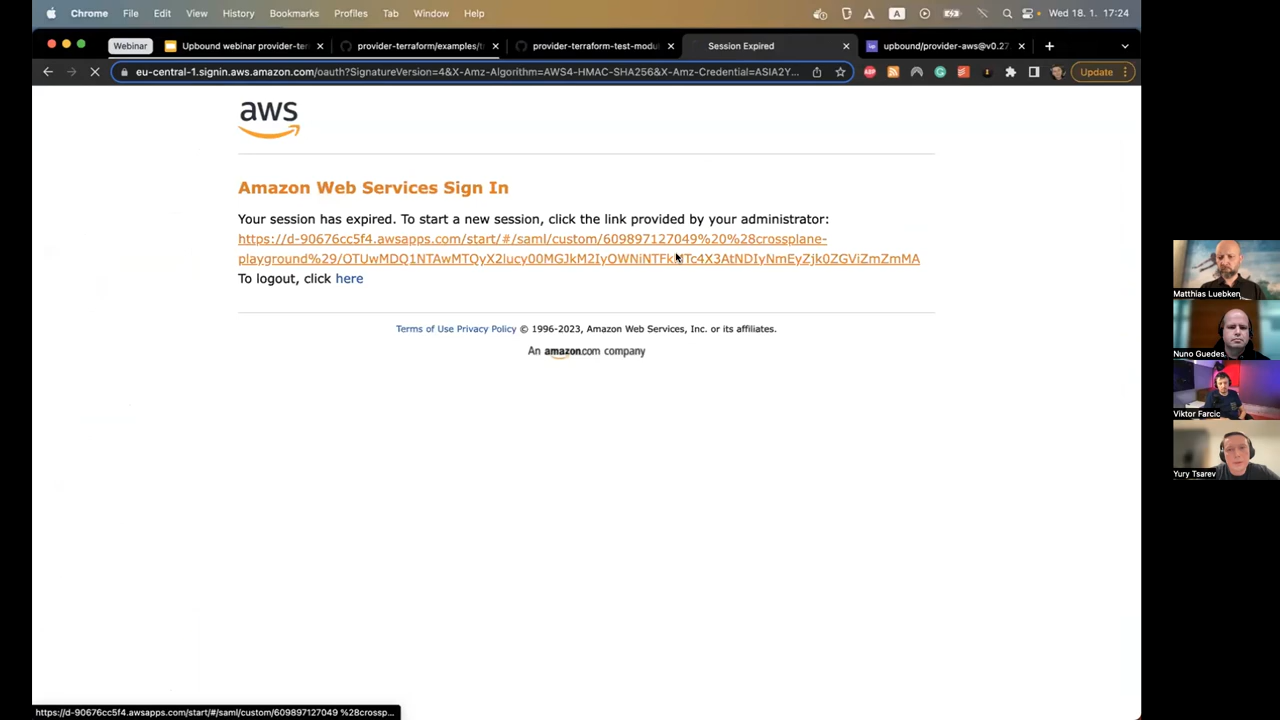 Chrome File Edit View History Bookmarks Profiles Tab Window Help
A Wed 18. 1. 17:24
Webinar Upbound webinar provider-ter provider-terraform/examples/t provider-terraform-test-modul Session Expired upbound/provider-aws@v0.27.
eu-central-1.signin.aws.amazon.com/oauth?SignatureVersion=4&X-Amz-Algorithm=AWS4-HMAC-SHA256&X-Amz-Credential=ASIA2Y... Update
aws
Amazon Web Services Sign In
Your session has expired. To start a new session, click the link provided by your administrator:
https://d-90676cc5f4.awsapps.com/start/#/saml/custom/609897127049%20%28crossplane-
To logout, click here
Terms of Use Privacy Policy © 1996-2023, Amazon Web Services, Inc. or its affiliates.
An amazon.com company
Matthias Luebken
Nuno Guedes
Viktor Farcic
Yury Tsarev
https://d-90676cc5f4.awsapps.com/start/#/saml/custom/609897127049 %28crossp...